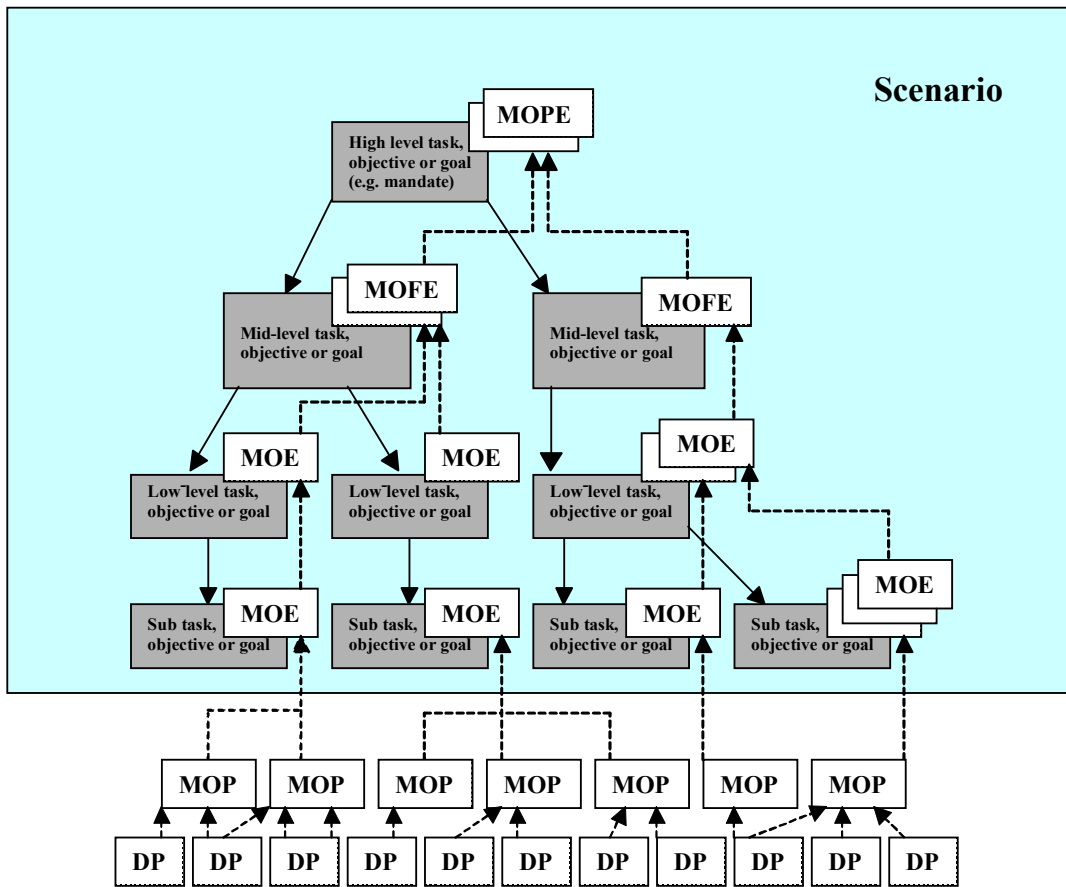 Scenario
MOPE
High level task,
objective or goal
(e.g. mandate)
MOFE
MOFE
Mid-level task,
objective or goal
Mid-level task,
objective or goal
MOE
MOE
MOE
Low-level task,
objective or goal
Low-level task,
objective or goal
Low-level task,
objective or goal
MOE
MOE
MOE
MOE
Sub task,
objective or goal
Sub task,
objective or goal
Sub task,
objective or goal
Sub task,
objective or goal
MOP
MOP
MOP
MOP
MOP
MOP
MOP
DP
DP
DP
DP
DP
DP
DP
DP
DP
DP
DP